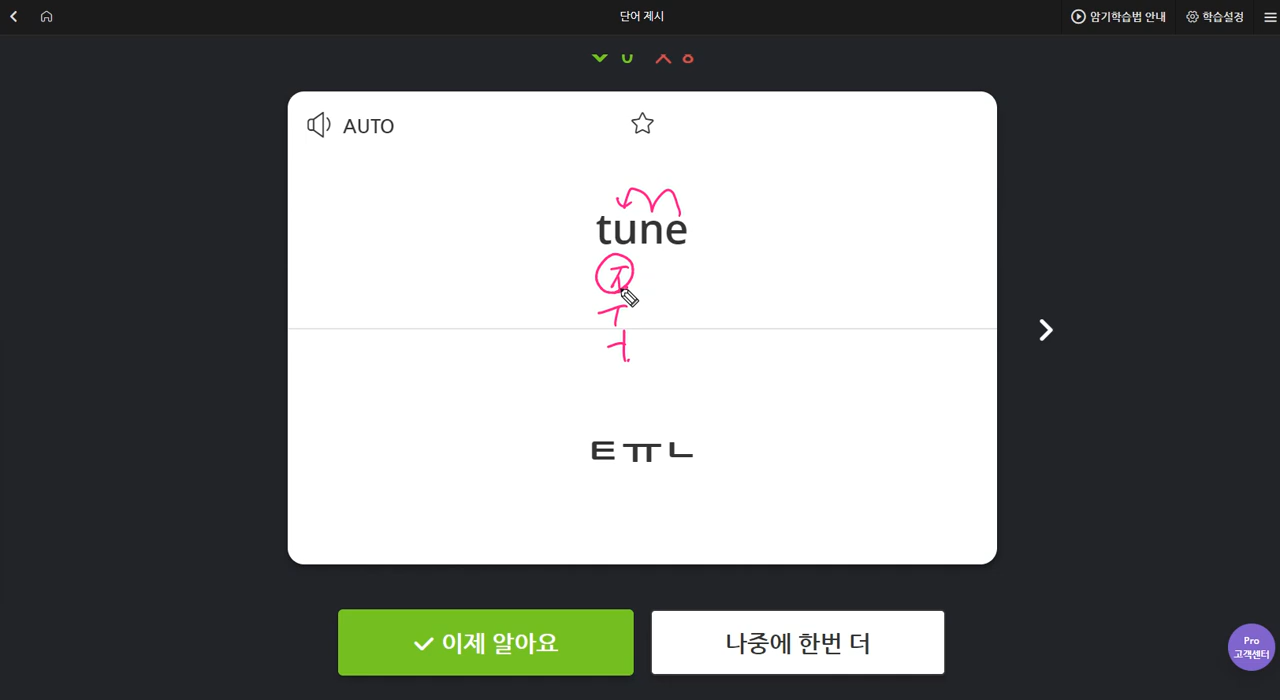 단어 제시
암기학습법 안내
학습설정
AUTO
tune
ㅠ
ㅜ
ㅓ
ㅌㅠㄴ
이제 알아요
나중에 한번 더
Pro
고객센터